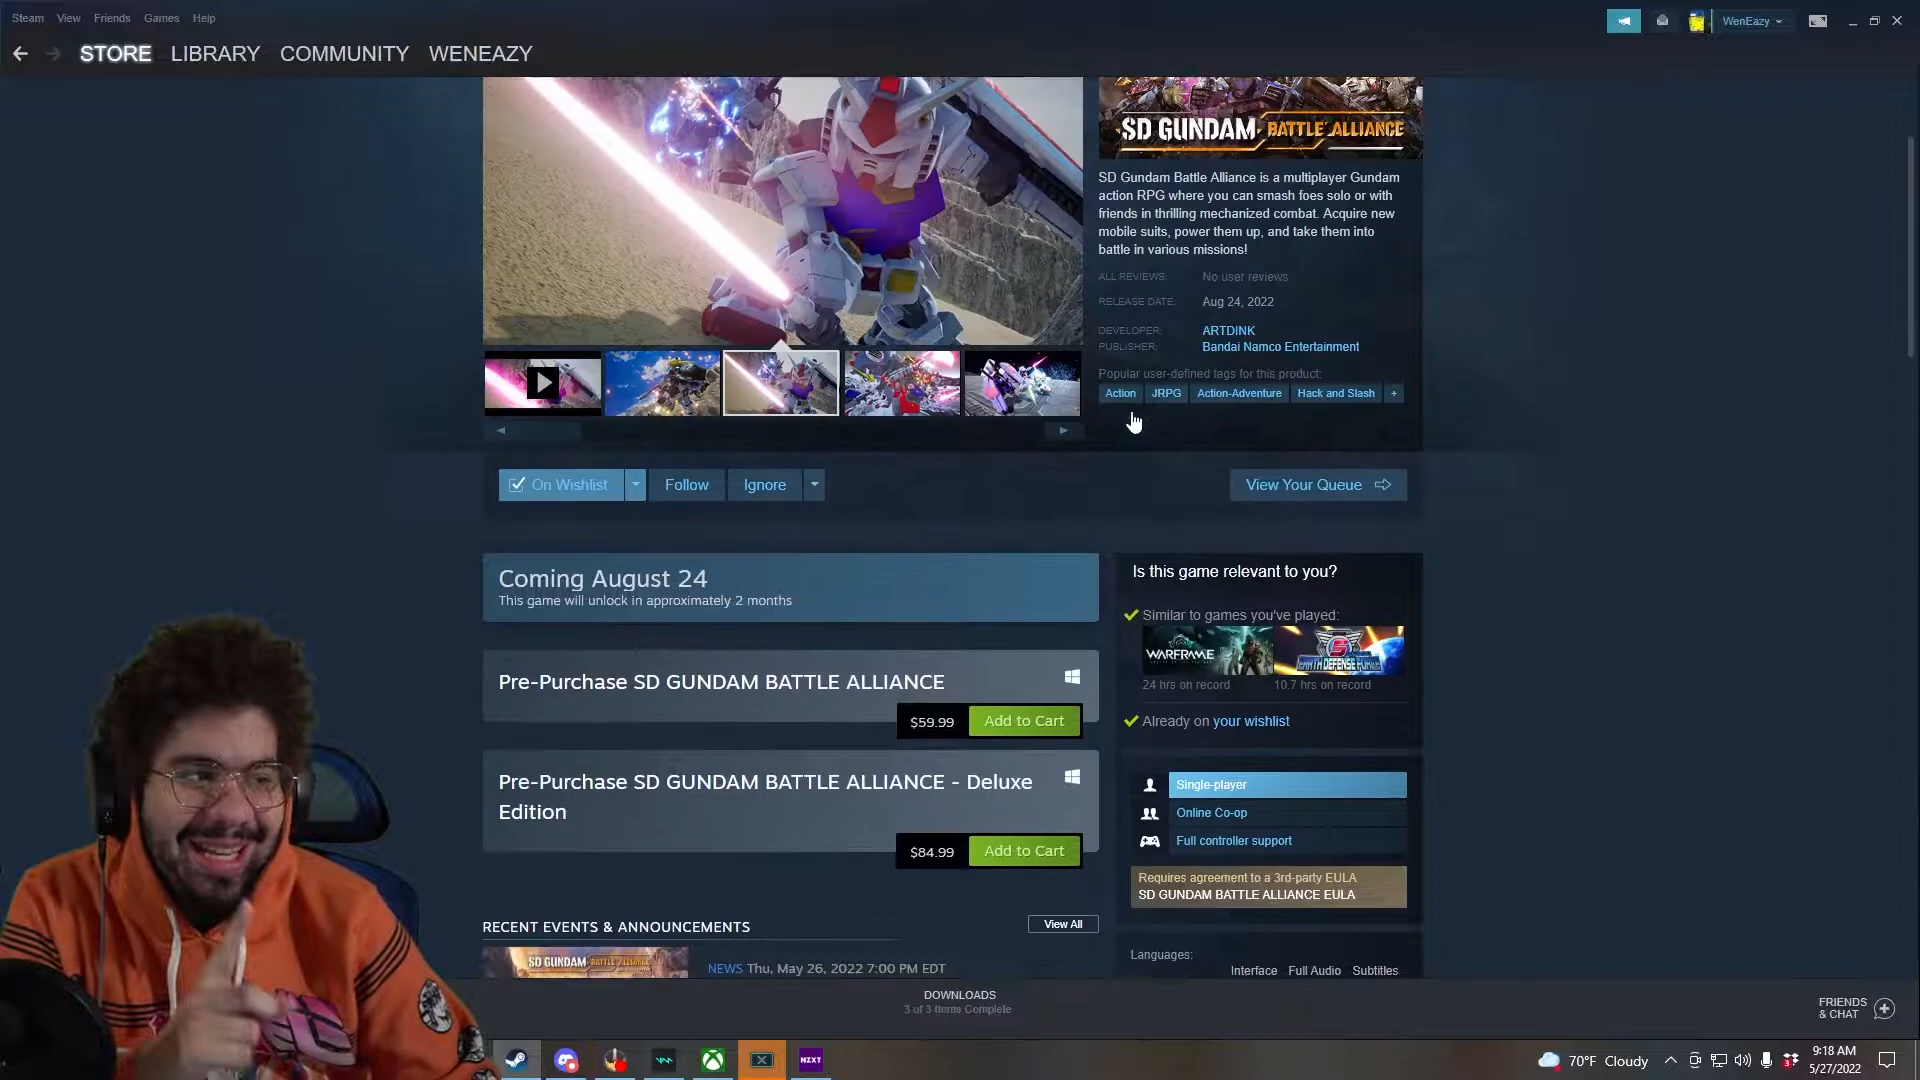 Steam View Friends Games Help
WenEazy
STORE LIBRARY COMMUNITY WENEAZY
SD GUNDAM BATTLE ALLIANCE
SD Gundam Battle Alliance is a multiplayer Gundam
action RPG where you can smash foes solo or with
friends in thrilling mechanized combat. Acquire new
mobile suits, power them up, and take them into
battle in various missions!
ALL REVIEWS: No user reviews
RELEASE DATE: Aug 24, 2022
DEVELOPER: ARTDINK
PUBLISHER: Bandai Namco Entertainment
Popular user-defined tags for this product:
Action JRPG Action-Adventure Hack and Slash +
On Wishlist Follow Ignore View Your Queue
Coming August 24
This game will unlock in approximately 2 months
Pre-Purchase SD GUNDAM BATTLE ALLIANCE
$59.99 Add to Cart
Pre-Purchase SD GUNDAM BATTLE ALLIANCE - Deluxe
Edition
$84.99 Add to Cart
RECENT EVENTS & ANNOUNCEMENTS View All
SD GUNDAM BATTLE ALLIANCE
NEWS Thu, May 26, 2022 7:00 PM EDT
Is this game relevant to you?
Similar to games you've played:
WARFRAME EARTH DEFENSE FORCE
24 hrs on record 10.7 hrs on record
Already on your wishlist
Single-player
Online Co-op
Full controller support
Requires agreement to a 3rd-party EULA
SD GUNDAM BATTLE ALLIANCE EULA
Languages:
Interface Full Audio Subtitles
DOWNLOADS
3 of 3 Items Complete
FRIENDS
& CHAT
NZXT
70°F Cloudy
9:18 AM
5/27/2022